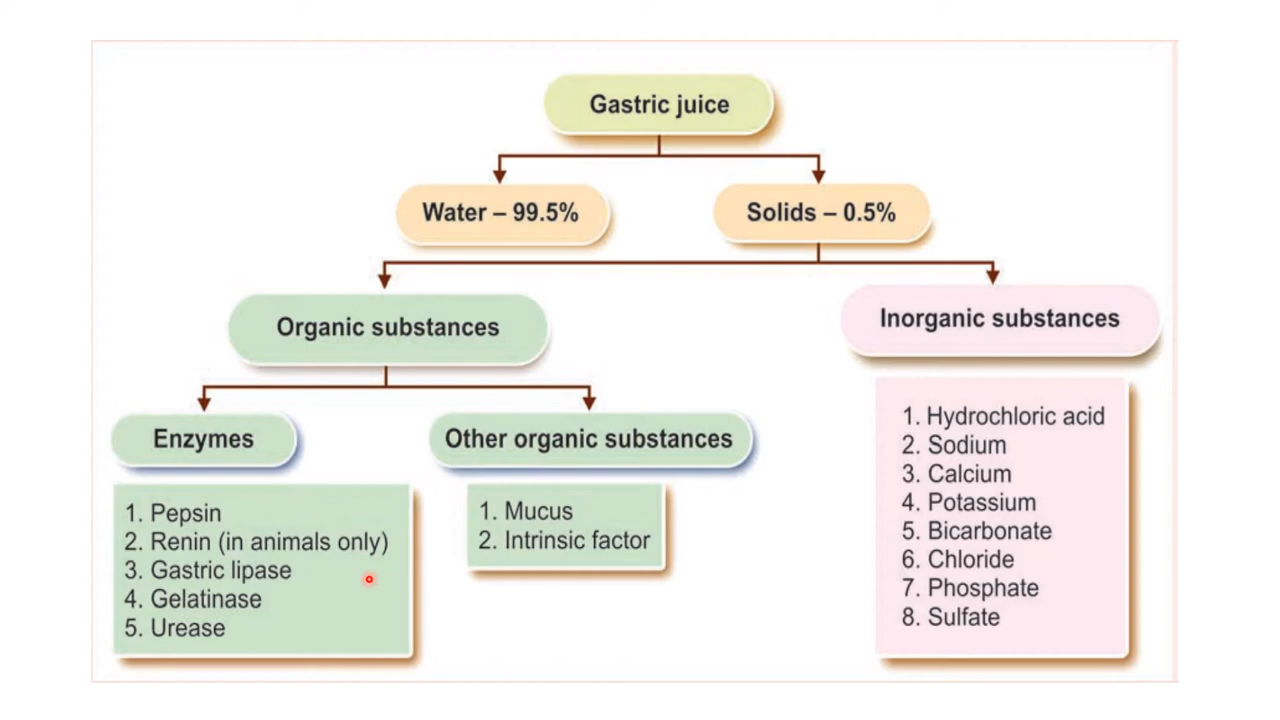 Gastric juice
Water – 99.5%
Solids – 0.5%
Organic substances
Inorganic substances
Enzymes
Other organic substances
1. Pepsin
2. Renin (in animals only)
3. Gastric lipase
4. Gelatinase
5. Urease
1. Mucus
2. Intrinsic factor
1. Hydrochloric acid
2. Sodium
3. Calcium
4. Potassium
5. Bicarbonate
6. Chloride
7. Phosphate
8. Sulfate